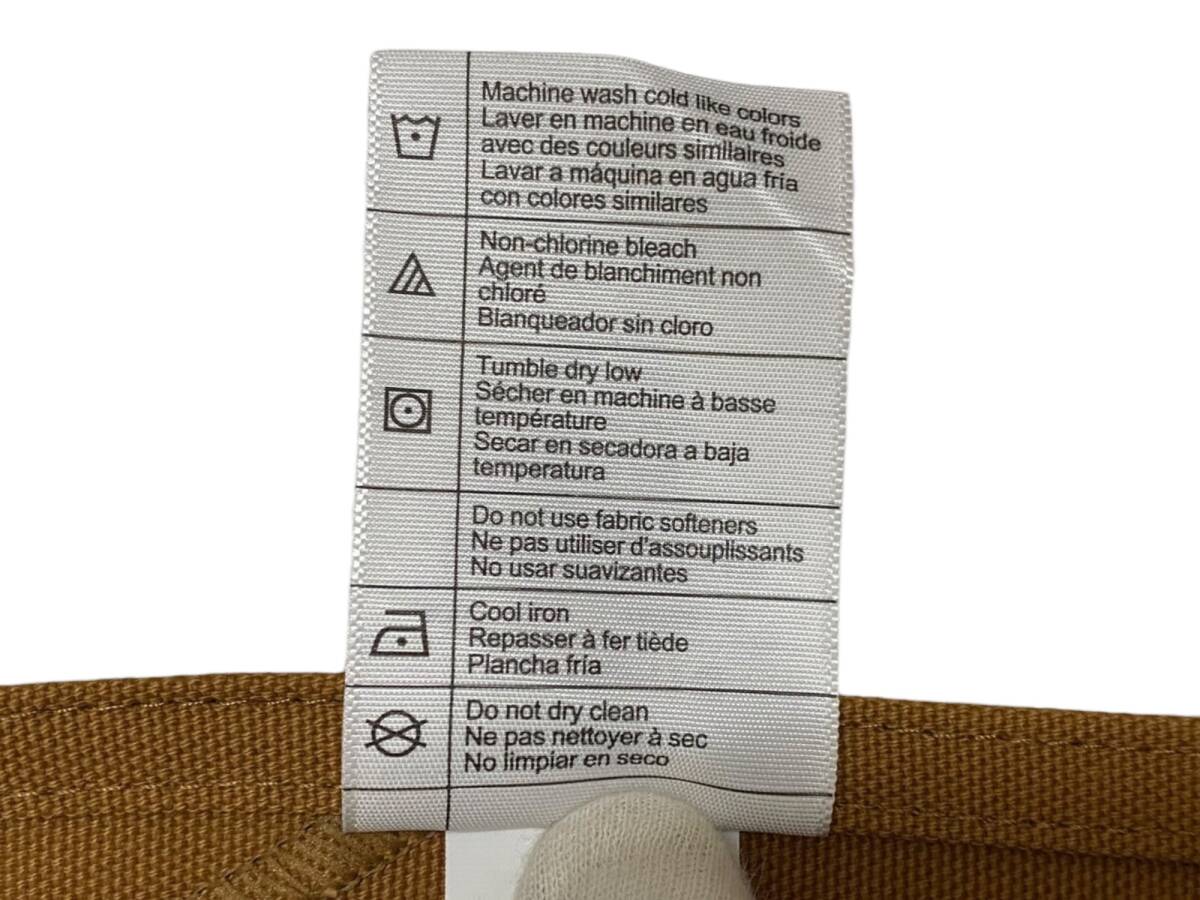 Machine wash cold like colors
Laver en machine en eau froide
avec des couleurs similaires
Lavar a máquina en agua fría
con colores similares
Non-chlorine bleach
Agent de blanchiment non
chloré
Blanqueador sin cloro
Tumble dry low
Sécher en machine à basse
température
Secar en secadora a baja
temperatura
Do not use fabric softeners
Ne pas utiliser d'assouplissants
No usar suavizantes
Cool iron
Repasser à fer tiède
Plancha fría
Do not dry clean
Ne pas nettoyer à sec
No limpiar en seco